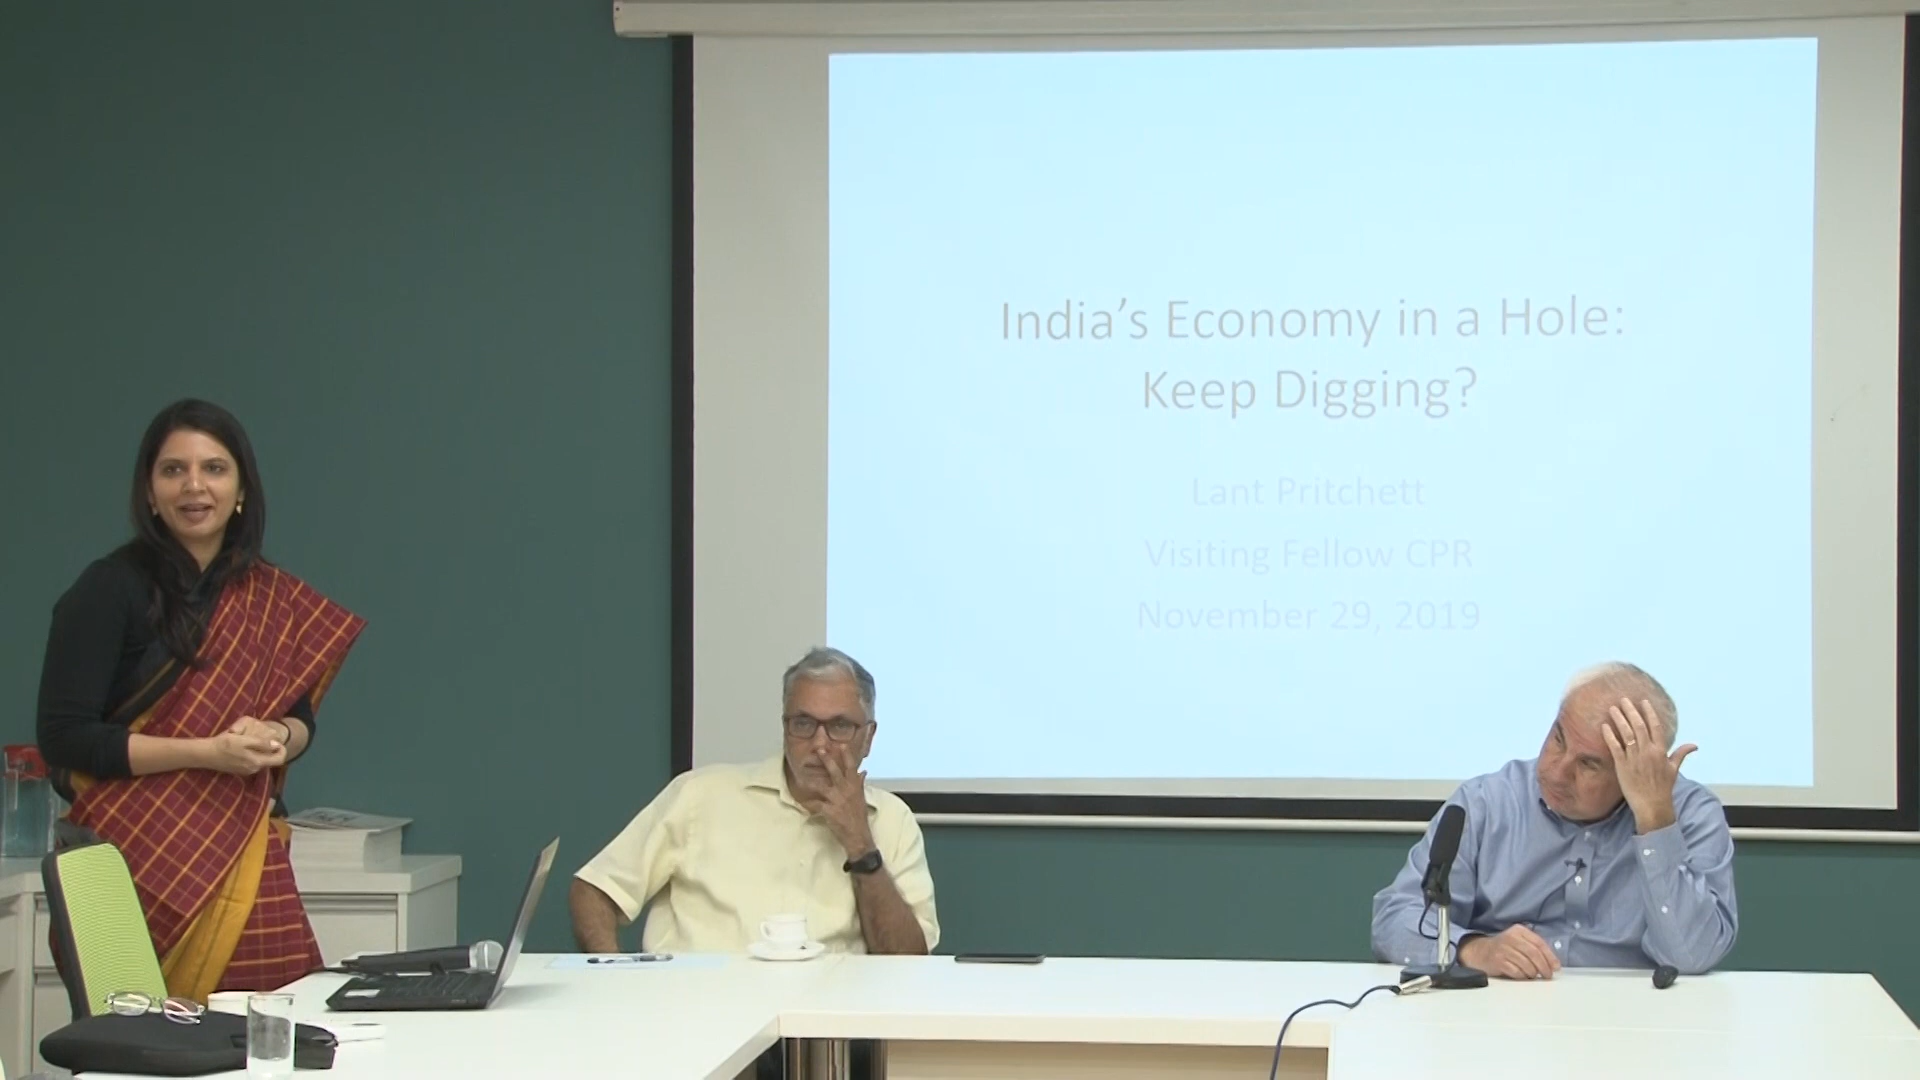 India's Economy in a Hole:
Keep Digging?
Lant Pritchett
Visiting Fellow CPR
November 29, 2019